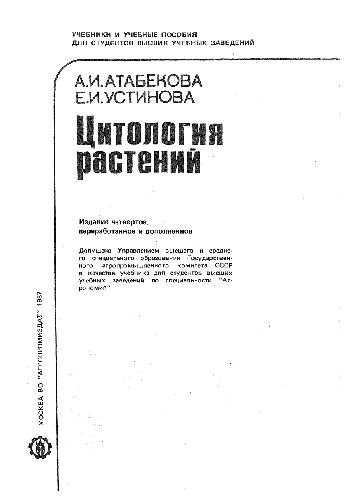 УЧЕБНИКИ И УЧЕБНЫЕ ПОСОБИЯ
ДЛЯ СТУДЕНТОВ ВЫСШИХ УЧЕБНЫХ ЗАВЕДЕНИЙ
А.И.АТАБЕКОВА
Е.И.УСТИНОВА
Цитология
растений
Издание четвертое,
переработанное и дополненное
Допущено Управлением высшего и средне-
го специального образования Государствен-
ного агропромышленного комитета СССР
в качестве учебника для студентов высших
учебных заведений по специальности "Аг-
рономия"
МОСКВА ВО "АГРОПРОМИЗДАТ" 1987